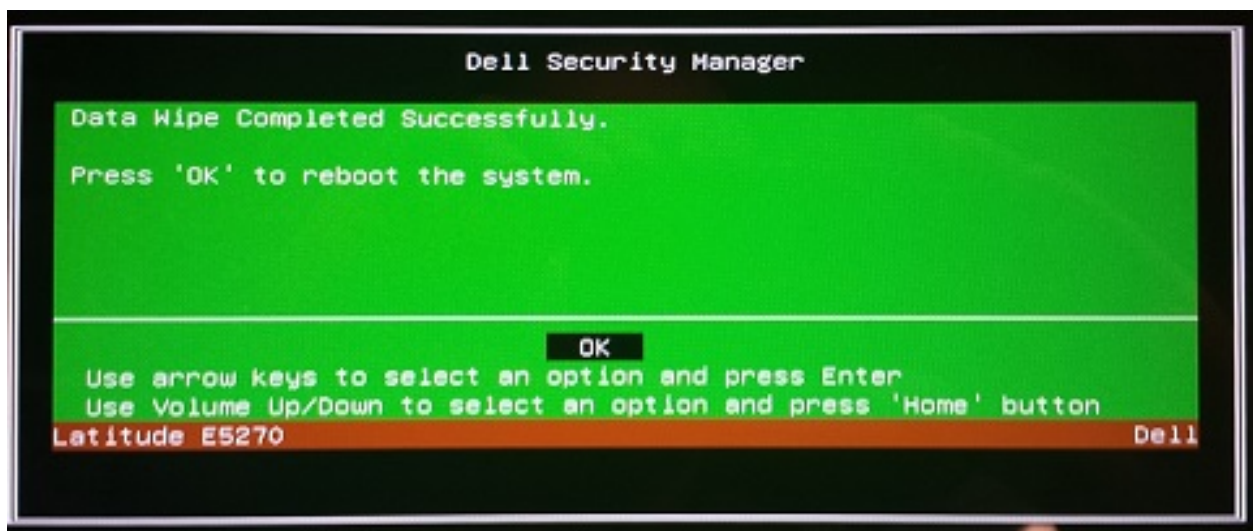 Dell Security Manager
Data Wipe Completed Successfully.
Press 'OK' to reboot the system.
OK
Use arrow keys to select an option and press Enter
Use Volume Up/Down to select an option and press 'Home' button
Latitude E5270 Dell